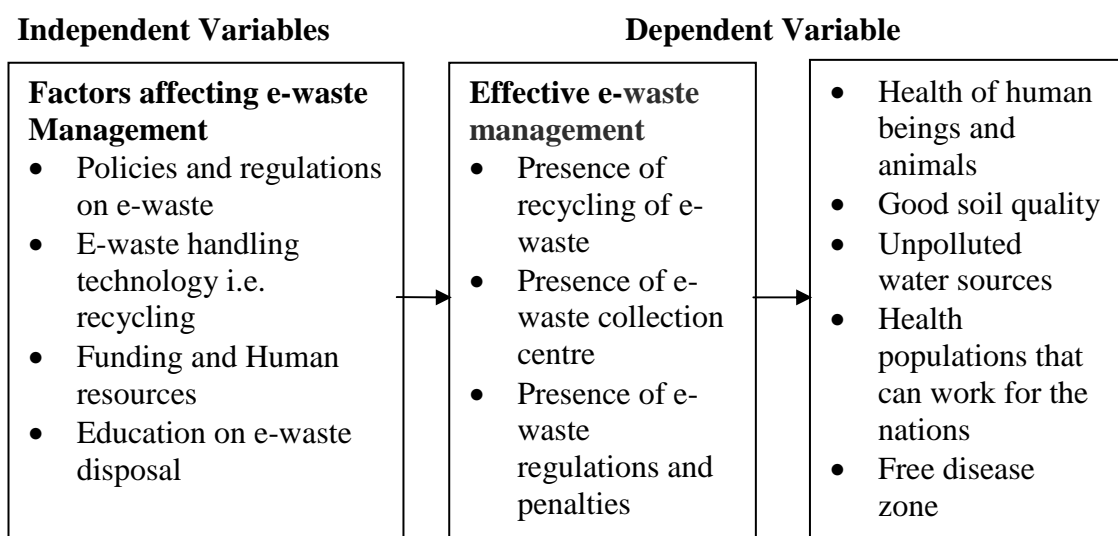 Independent Variables
Dependent Variable
Factors affecting e-waste
Management
• Policies and regulations
on e-waste
• E-waste handling
technology i.e.
recycling
• Funding and Human
resources
• Education on e-waste
disposal
Effective e-waste
management
• Presence of
recycling of e-
waste
• Presence of e-
waste collection
centre
• Presence of e-
waste
regulations and
penalties
• Health of human
beings and
animals
• Good soil quality
• Unpolluted
water sources
• Health
populations that
can work for the
nations
• Free disease
zone